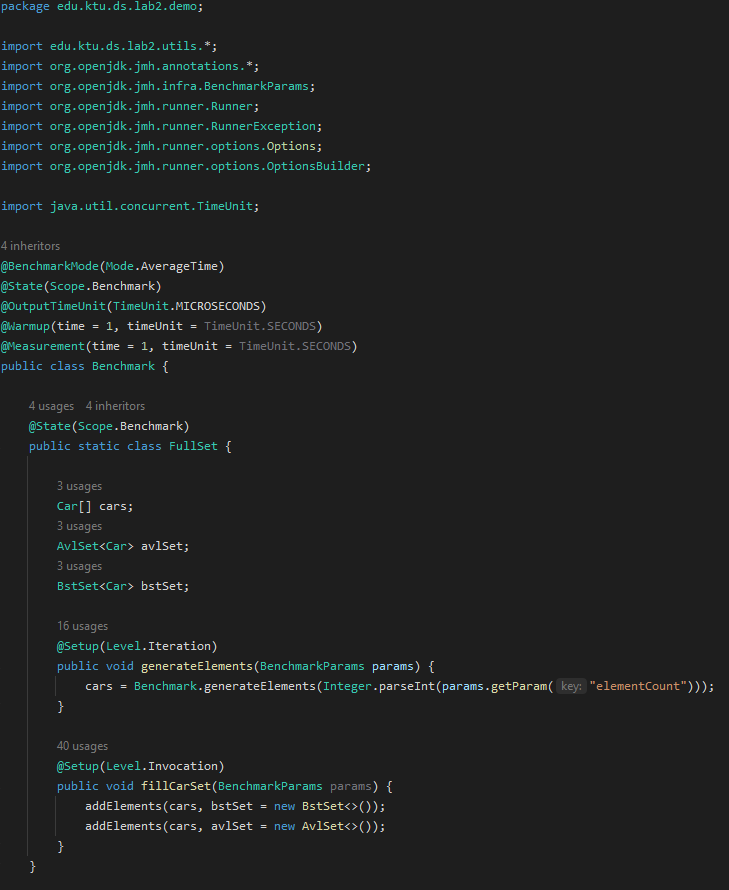 package edu.ktu.ds.lab2.demo;
import edu.ktu.ds.lab2.utils.*;
import org.openjdk.jmh.annotations.*;
import org.openjdk.jmh.infra.BenchmarkParams;
import org.openjdk.jmh.runner.Runner;
import org.openjdk.jmh.runner.RunnerException;
import org.openjdk.jmh.runner.options.Options;
import org.openjdk.jmh.runner.options.OptionsBuilder;
import java.util.concurrent.TimeUnit;
4 inheritors
@BenchmarkMode(Mode.AverageTime)
@State(Scope.Benchmark)
@OutputTimeUnit(TimeUnit.MICROSECONDS)
@Warmup(time = 1, timeUnit = TimeUnit.SECONDS)
@Measurement(time = 1, timeUnit = TimeUnit.SECONDS)
public class Benchmark {
4 usages 4 inheritors
@State(Scope.Benchmark)
public static class FullSet {
3 usages
Car[] cars;
3 usages
AvlSet<Car> avlSet;
3 usages
BstSet<Car> bstSet;
16 usages
@Setup(Level.Iteration)
public void generateElements(BenchmarkParams params) {
cars = Benchmark.generateElements(Integer.parseInt(params.getParam( key: "elementCount")));
}
40 usages
@Setup(Level.Invocation)
public void fillCarSet(BenchmarkParams params) {
addElements(cars, bstSet = new BstSet<>());
addElements(cars, avlSet = new AvlSet<>());
}
}